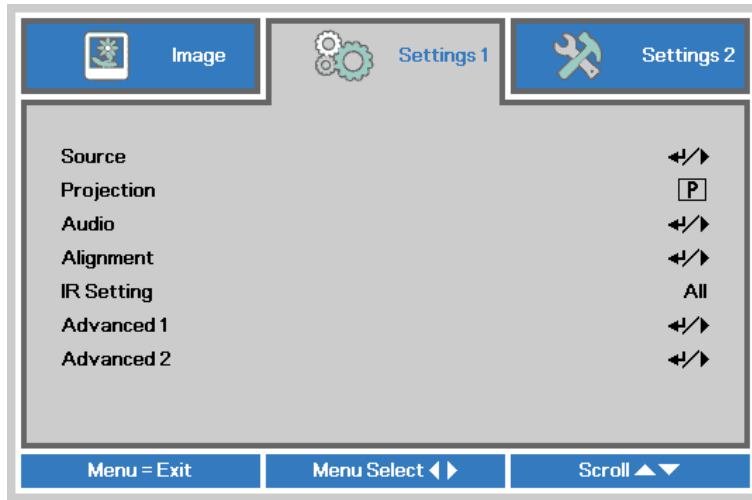 Image
Settings 1
Settings 2
Source
Projection P
Audio
Alignment
IR Setting All
Advanced 1
Advanced 2
Menu = Exit
Menu Select
Scroll